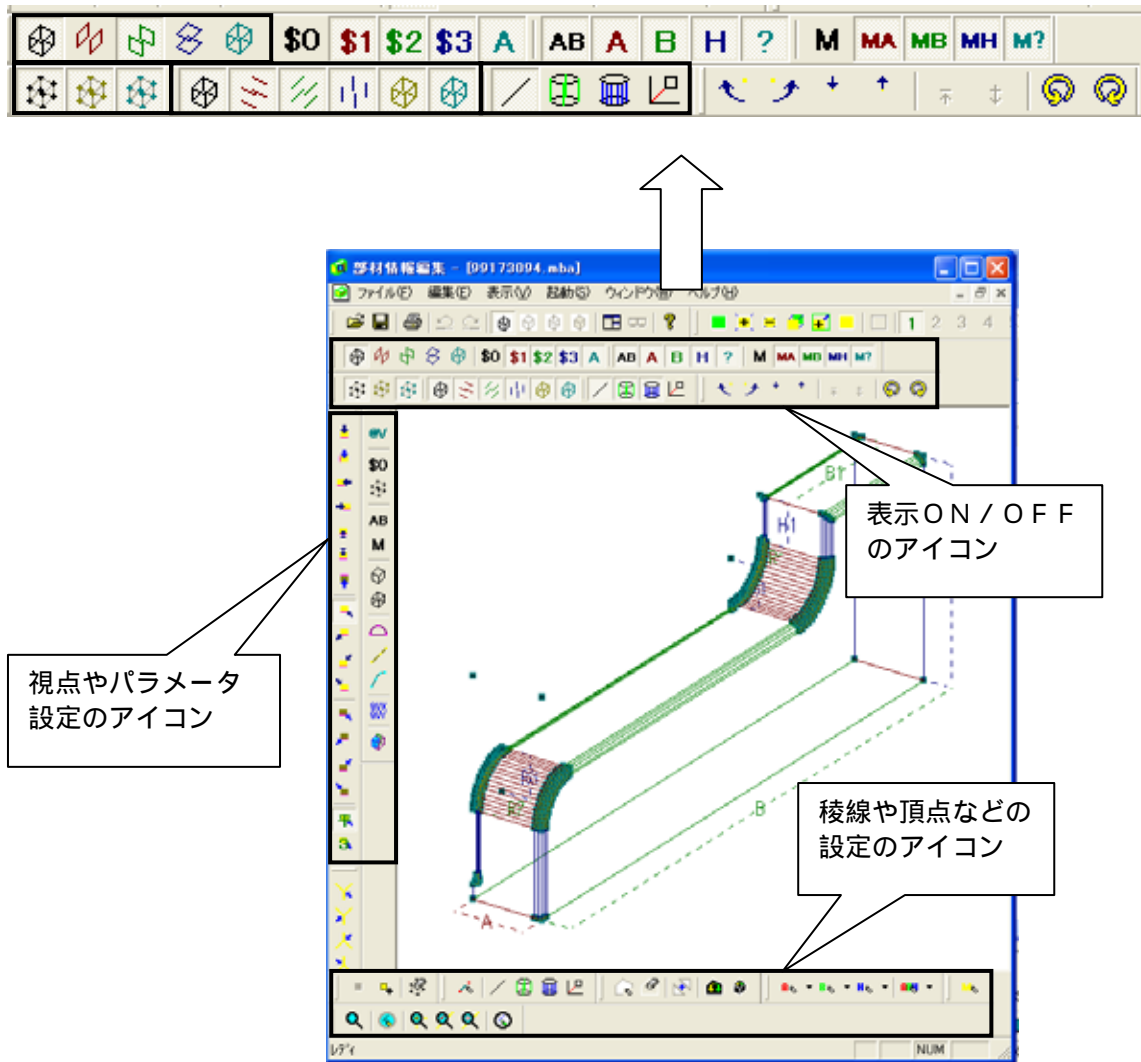 $0 $1 $2 $3 A AB A B H ? M MA MB MH M?
部材情報編集 - [99173094.mba]
ファイル(F) 編集(E) 表示(V) 起動(G) ウィンドウ(W) ヘルプ(H)
1 2 3 4
$0 $1 $2 $3 A AB A B H ? M MA MB MH M?
$0
AB
M
B1
H1
表示ON/OFF
のアイコン
視点やパラメータ
設定のアイコン
B
稜線や頂点などの
設定のアイコン
A
レディ
NUM